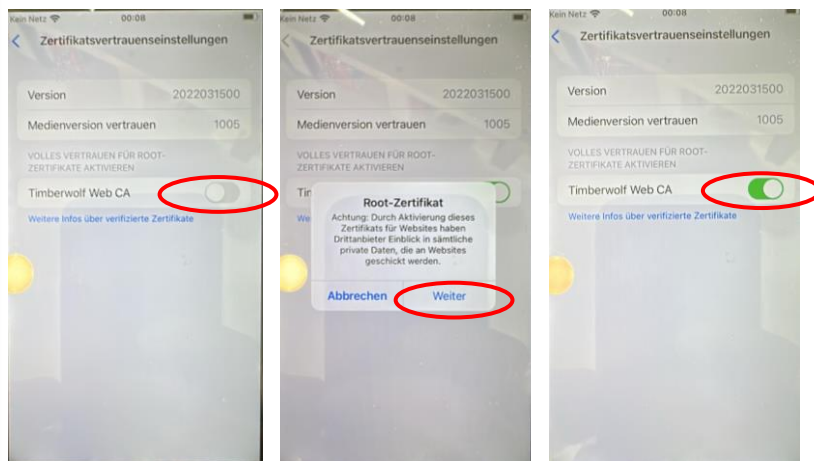 Kein Netz 00:08
Zertifikatsvertrauenseinstellungen
Version 2022031500
Medienversion vertrauen 1005
VOLLES VERTRAUEN FÜR ROOT-
ZERTIFIKATE AKTIVIEREN
Timberwolf Web CA
Weitere Infos über verifizierte Zertifikate
Kein Netz 00:08
Zertifikatsvertrauenseinstellungen
Version 2022031500
Medienversion vertrauen 1005
VOLLES VERTRAUEN FÜR ROOT-
ZERTIFIKATE AKTIVIEREN
Root-Zertifikat
Achtung: Durch Aktivierung dieses
Zertifikats für Websites haben
Drittanbieter Einblick in sämtliche
private Daten, die an Websites
geschickt werden.
Abbrechen Weiter
Kein Netz 00:08
Zertifikatsvertrauenseinstellungen
Version 2022031500
Medienversion vertrauen 1005
VOLLES VERTRAUEN FÜR ROOT-
ZERTIFIKATE AKTIVIEREN
Timberwolf Web CA
Weitere Infos über verifizierte Zertifikate